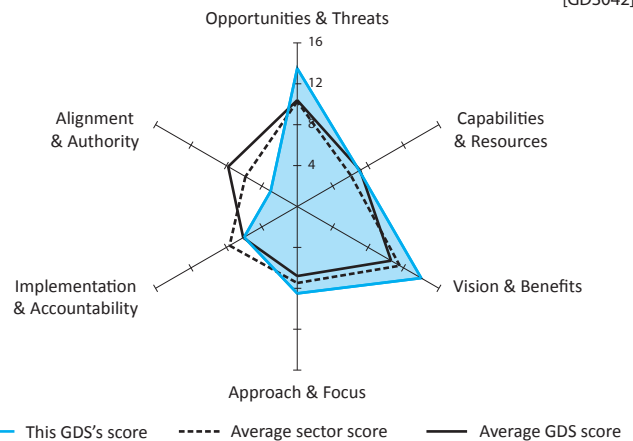 [GDS042]
Opportunities & Threats
16
12
8
4
Alignment
& Authority
Capabilities
& Resources
Implementation
& Accountability
Vision & Benefits
Approach & Focus
This GDS's score
Average sector score
Average GDS score